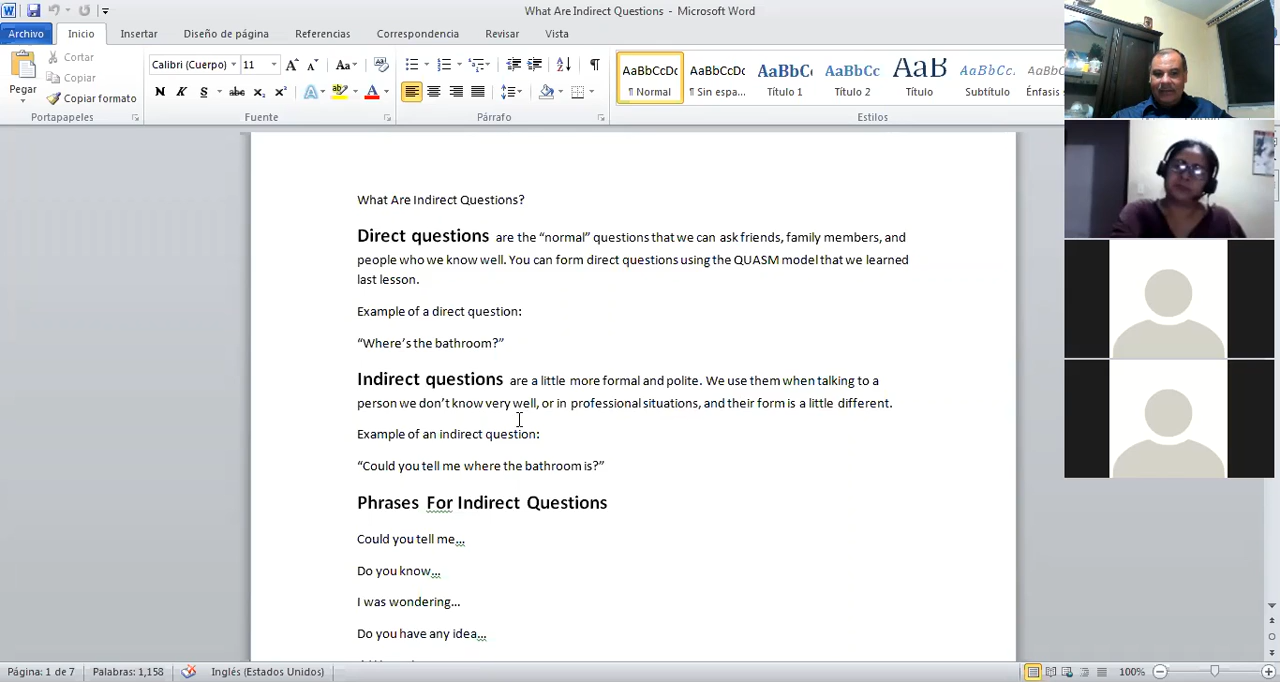 What Are Indirect Questions - Microsoft Word
Archivo Inicio Insertar Diseño de página Referencias Correspondencia Revisar Vista
Pegar
Cortar
Copiar
Copiar formato
Portapapeles
Calibri (Cuerpo) 11
N K S abc x₂ x²
Fuente
Párrafo
AaBbCcDc AaBbCcDc AaBbC AaBbCc AaB AaBbCc AaBbCc
¶ Normal ¶ Sin espa... Título 1 Título 2 Título Subtítulo Énfasis
Estilos
What Are Indirect Questions?
Direct questions are the “normal” questions that we can ask friends, family members, and
people who we know well. You can form direct questions using the QUASM model that we learned
last lesson.
Example of a direct question:
“Where’s the bathroom?”
Indirect questions are a little more formal and polite. We use them when talking to a
person we don’t know very well, or in professional situations, and their form is a little different.
Example of an indirect question:
“Could you tell me where the bathroom is?”
Phrases For Indirect Questions
Could you tell me…
Do you know…
I was wondering…
Do you have any idea…
Página: 1 de 7 Palabras: 1,158 Inglés (Estados Unidos) 100%